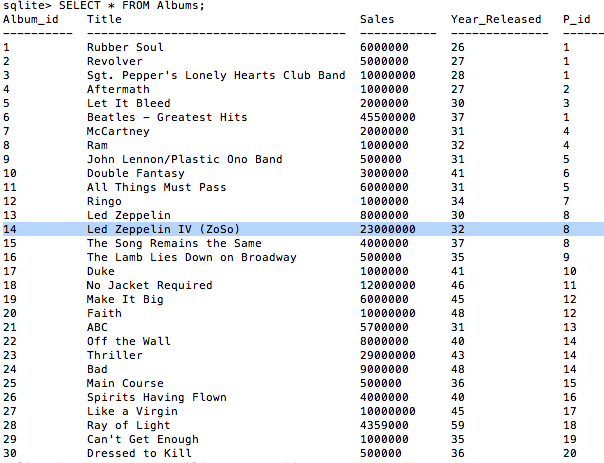 sqlite> SELECT * FROM Albums;
Album_id Title Sales Year_Released P_id
---------- ---------------------------------- ---------- ------------- ------
1 Rubber Soul 6000000 26 1
2 Revolver 5000000 27 1
3 Sgt. Pepper's Lonely Hearts Club Band 10000000 28 1
4 Aftermath 1000000 27 2
5 Let It Bleed 2000000 30 3
6 Beatles - Greatest Hits 45500000 37 1
7 McCartney 2000000 31 4
8 Ram 1000000 32 4
9 John Lennon/Plastic Ono Band 500000 31 5
10 Double Fantasy 3000000 41 6
11 All Things Must Pass 6000000 31 5
12 Ringo 1000000 34 7
13 Led Zeppelin 8000000 30 8
14 Led Zeppelin IV (ZoSo) 23000000 32 8
15 The Song Remains the Same 4000000 37 8
16 The Lamb Lies Down on Broadway 500000 35 9
17 Duke 1000000 41 10
18 No Jacket Required 12000000 46 11
19 Make It Big 6000000 45 12
20 Faith 10000000 48 12
21 ABC 5700000 31 13
22 Off the Wall 8000000 40 14
23 Thriller 29000000 43 14
24 Bad 9000000 48 14
25 Main Course 500000 36 15
26 Spirits Having Flown 4000000 40 16
27 Like a Virgin 10000000 45 17
28 Ray of Light 4359000 59 18
29 Can't Get Enough 1000000 35 19
30 Dressed to Kill 500000 36 20